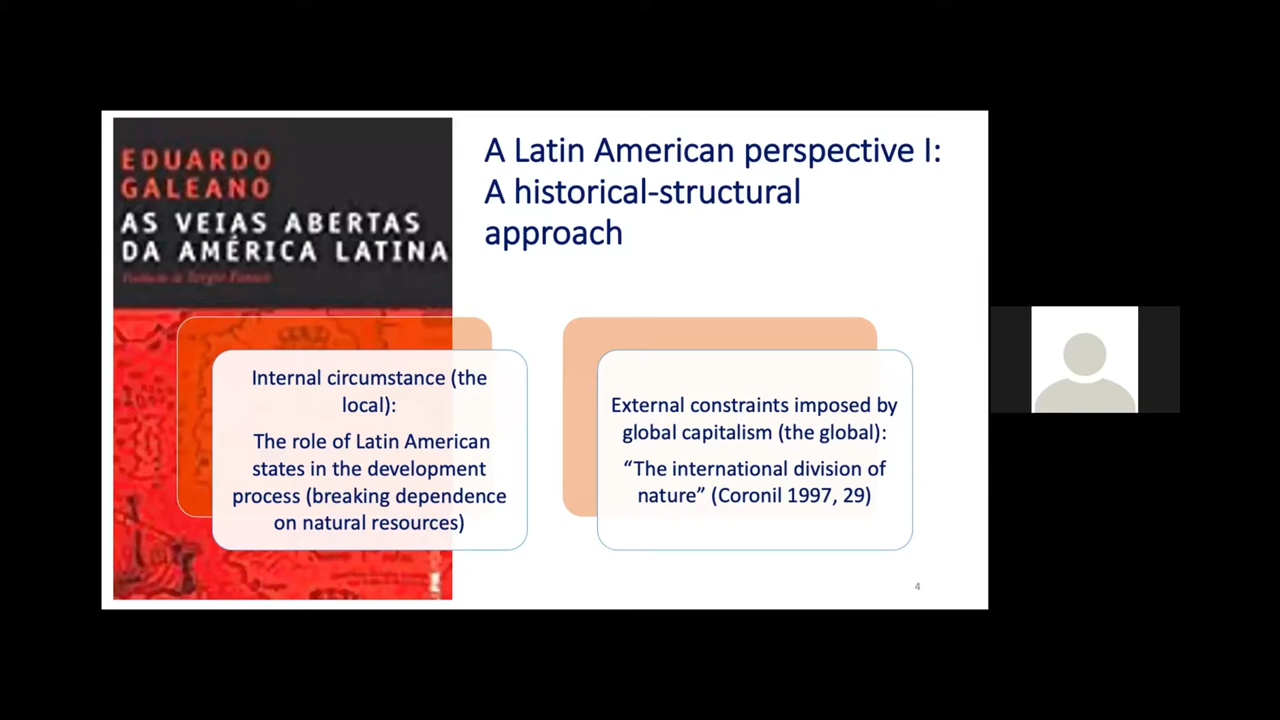 EDUARDO
GALEANO
AS VEIAS ABERTAS
DA AMÉRICA LATINA
A Latin American perspective I:
A historical-structural
approach
Internal circumstance (the
local):
The role of Latin American
states in the development
process (breaking dependence
on natural resources)
External constraints imposed by
global capitalism (the global):
“The international division of
nature” (Coronil 1997, 29)
4